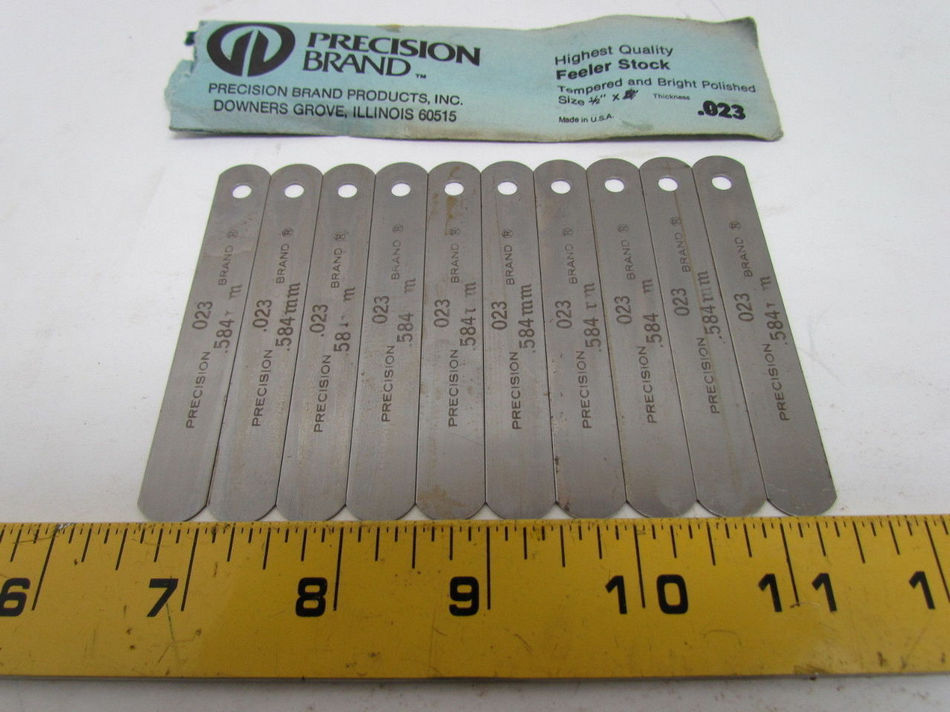 PRECISION
BRAND™
PRECISION BRAND PRODUCTS, INC.
DOWNERS GROVE, ILLINOIS 60515
Highest Quality
Feeler Stock
Tempered and Bright Polished
Size ½" X Thickness .023
Made in U.S.A.
PRECISION BRAND ®
.023
.584 m
PRECISION BRAND ®
.023
.584mm
PRECISION BRAND ®
.023
.58 m
PRECISION BRAND ®
.023
.584 m
PRECISION BRAND ®
.023
.584 m
PRECISION BRAND ®
.023
.584mm
PRECISION BRAND ®
.023
.584 m
PRECISION BRAND ®
.023
.584 m
PRECISION BRAND ®
.023
.584mm
PRECISION BRAND ®
.023
.584 m
6 7 8 9 10 11 1